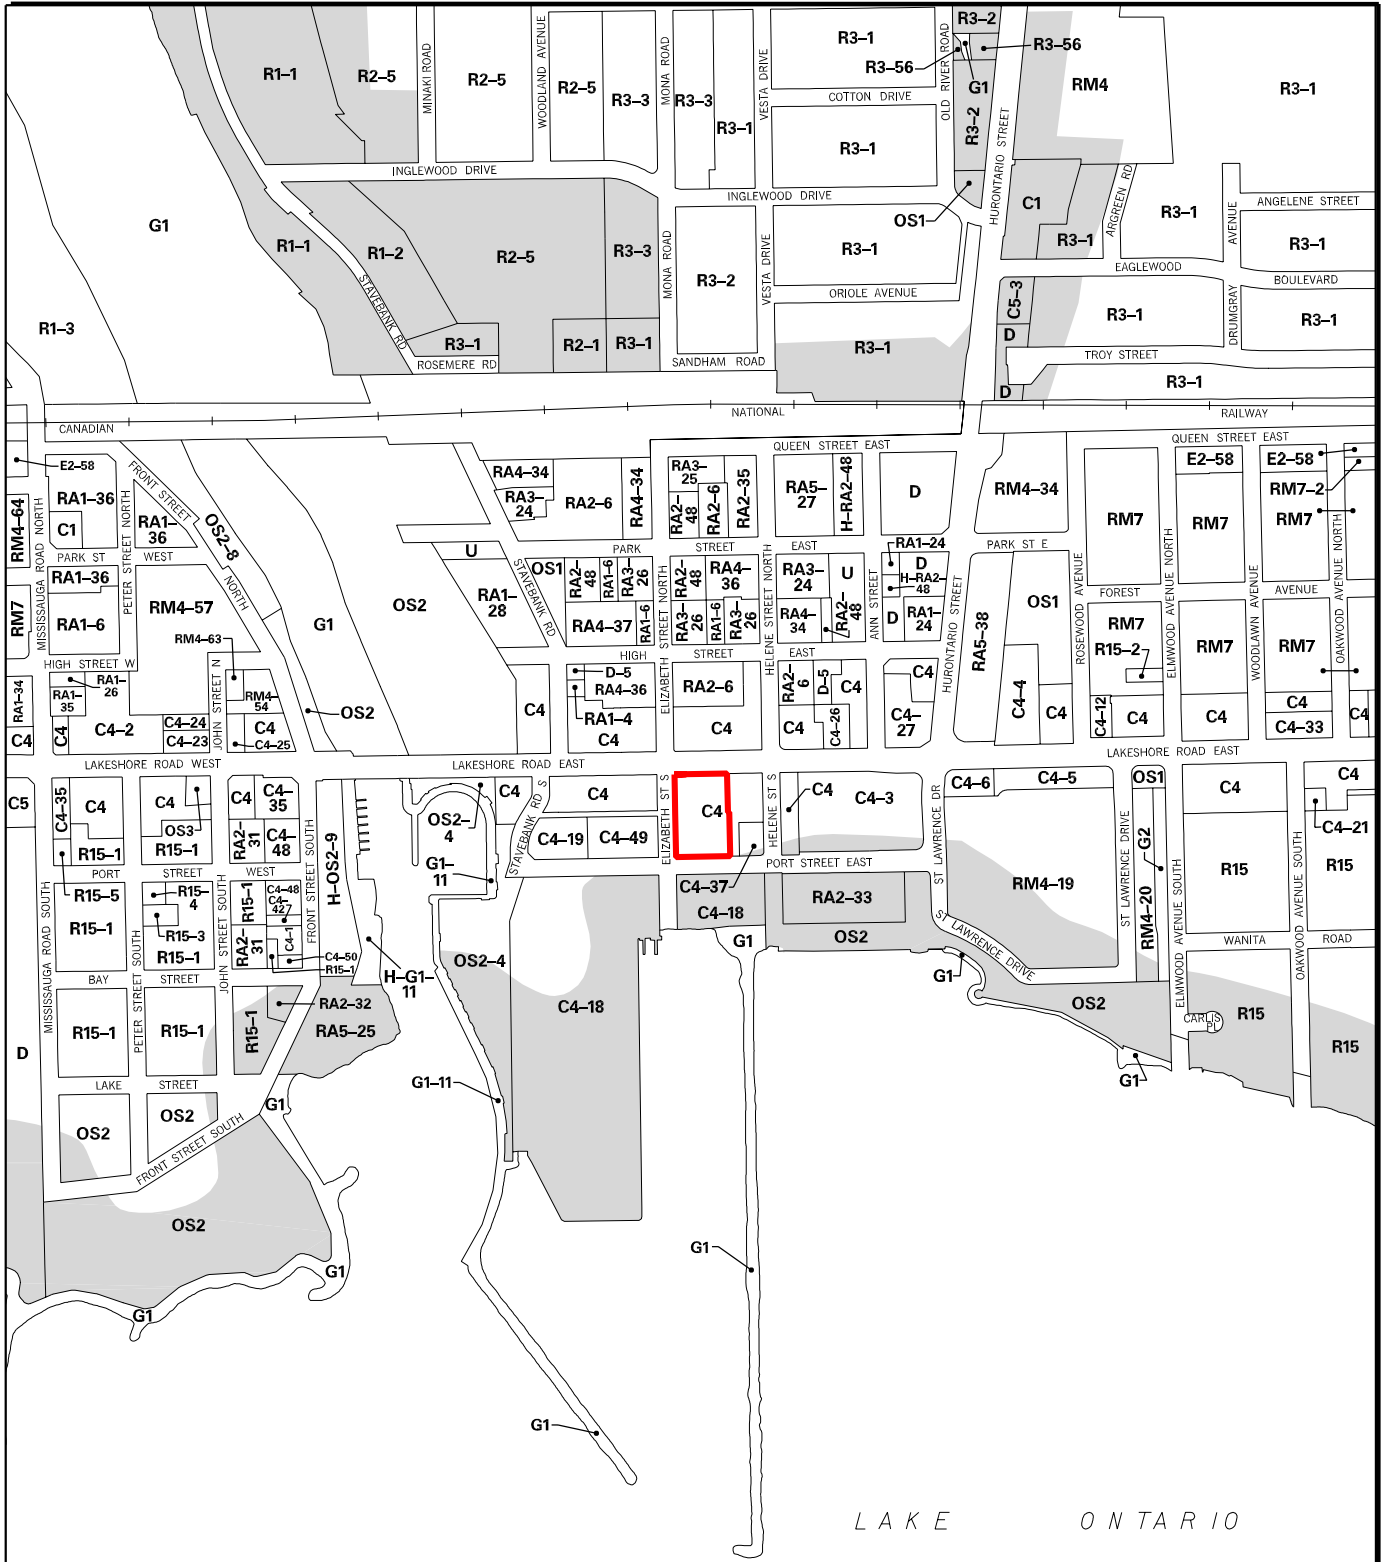 R3–2
R3–1
R3–56
R3–56
R1–1
R2–5
R2–5
R2–5
R3–3
R3–3
R3–1
G1
RM4
R3–1
MINAKI ROAD
WOODLAND AVENUE
MONA ROAD
VESTA DRIVE
OLD RIVER ROAD
COTTON DRIVE
R3–2
HURONTARIO STREET
R3–1
INGLEWOOD DRIVE
INGLEWOOD DRIVE
OS1
C1
ARGREEN RD
R3–1
AVENUE
ANGELENE STREET
G1
R1–1
R1–2
R2–5
R3–3
MONA ROAD
R3–2
VESTA DRIVE
R3–1
R3–1
R3–1
EAGLEWOOD
BOULEVARD
STAVEBANK RD
ORIOLE AVENUE
C5–3
R3–1
DRUMGRAY
R3–1
R1–3
R3–1
R2–1
R3–1
R3–1
D
TROY STREET
ROSEMERE RD
SANDHAM ROAD
D
R3–1
CANADIAN
NATIONAL
RAILWAY
QUEEN STREET EAST
QUEEN STREET EAST
E2–58
RA1–36
C1
RM4–64
MISSISSAUGA ROAD NORTH
PETER STREET NORTH
FRONT STREET
RA1–
36
OS2–8
RA4–34
RA3–
24
RA2–6
RA4–34
RA3–
25
RA2–
48
RA2–6
RA2–35
RA5–
27
H–RA2–48
D
RM4–34
RM7
E2–58
RM7
E2–58
RM7–2
RM7
PARK ST
WEST
U
PARK
STREET
EAST
RA1–24
PARK ST E
RA1–36
RM7
RA1–6
RM4–57
NORTH
OS2
G1
RA1–
28
STAVEBANK RD
OS1
RA2–
48
RA1–6
RA3–
26
RA4–37
RA1–6
ELIZABETH STREET NORTH
RA2–
48
RA4–
36
RA3–
26
RA1–6
RA3–
26
HELENE STREET NORTH
RA3–
24
U
RA4–
34
RA2–
48
ANN STREET
D
H–RA2–
48
D
RA1–
24
HURONTARIO STREET
RA5–38
OS1
ROSEWOOD AVENUE
FOREST
AVENUE
RM7
R15–2
ELMWOOD AVENUE NORTH
RM7
WOODLAWN AVENUE
RM7
OAKWOOD AVENUE NORTH
RM4–63
HIGH STREET W
HIGH
STREET
EAST
RA1–34
RA1–
26
RA1–
35
C4
C4
C4–2
C4–24
C4–23
JOHN STREET N
RM4–
54
C4
C4–25
OS2
C4
D–5
RA4–36
RA1–4
C4
RA2–6
C4
RA2–
6
D–5
C4
C4
C4–26
C4
C4–
27
C4–4
C4
C4–12
C4
C4
C4
C4–33
C4
LAKESHORE ROAD WEST
LAKESHORE ROAD EAST
LAKESHORE ROAD EAST
C5
C4–35
C4
C4
OS3
C4
C4–
35
RA2–
31
C4–
48
R15–1
R15–1
FRONT STREET SOUTH
H–OS2–9
OS2–
4
G1–
11
C4
STAVEBANK RD S
C4
C4–19
C4–49
ELIZABETH ST S
C4
HELENE ST S
C4
C4–3
ST LAWRENCE DR
C4–6
C4–5
OS1
G2
ST LAWRENCE DRIVE
C4
C4
C4–21
PORT
STREET
WEST
PORT STREET EAST
R15–5
R15–1
R15–
4
R15–3
R15–1
MISSISSAUGA ROAD SOUTH
PETER STREET SOUTH
JOHN STREET SOUTH
R15–1
RA2–
31
C4–48
C4–
427
C4–1
C4–50
R15–1
C4–37
C4–18
G1
RA2–33
OS2
RM4–19
RM4–20
ELMWOOD AVENUE SOUTH
R15
OAKWOOD AVENUE SOUTH
R15
WANITA
ROAD
ST LAWRENCE DRIVE
BAY
STREET
H–G1–
11
OS2–4
G1
OS2
R15–1
R15–1
R15–1
RA2–32
RA5–25
C4–18
CARLIS
PL
R15
R15
D
LAKE
STREET
G1–11
G1
G1
OS2
OS2
FRONT STREET SOUTH
OS2
G1
G1
G1
G1
LAKE ONTARIO